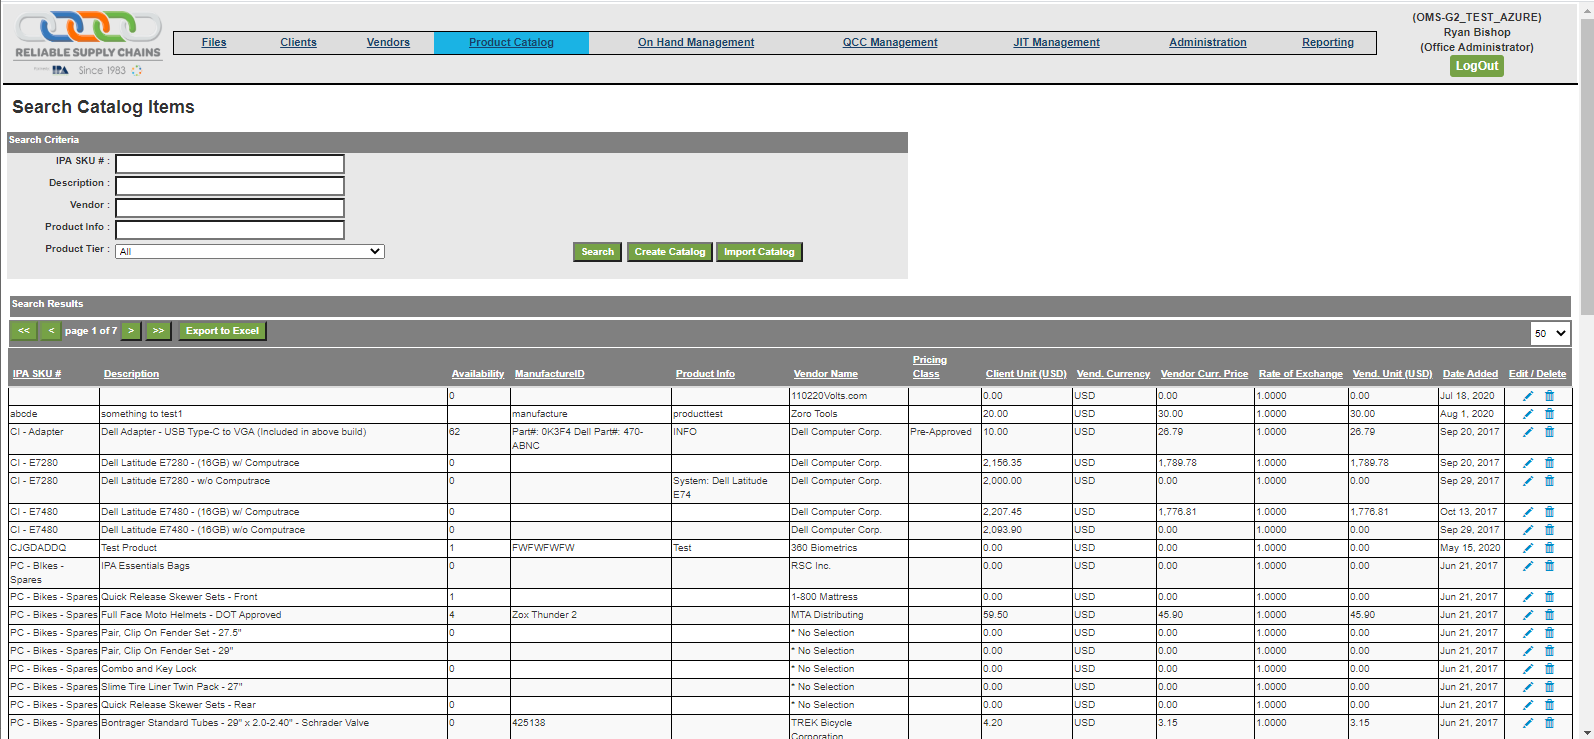 RELIABLE SUPPLY CHAINS
IPA Since 1983
Files Clients Vendors Product Catalog On Hand Management QCC Management JIT Management Administration Reporting
(OMS-G2_TEST_AZURE)
Ryan Bishop
(Office Administrator)
LogOut
Search Catalog Items
Search Criteria
IPA SKU # :
Description :
Vendor :
Product Info :
Product Tier : All
Search Create Catalog Import Catalog
Search Results
<< < page 1 of 7 > >> Export to Excel 50
IPA SKU # Description Availability ManufactureID Product Info Vendor Name Pricing Class Client Unit (USD) Vend. Currency Vendor Curr. Price Rate of Exchange Vend. Unit (USD) Date Added Edit / Delete
0 110220Volts.com 0.00 USD 0.00 1.0000 0.00 Jul 18, 2020
abcde something to test1 manufacture producttest Zoro Tools 20.00 USD 30.00 1.0000 30.00 Aug 1, 2020
CI - Adapter Dell Adapter - USB Type-C to VGA (Included in above build) 62 Part#: 0K3F4 Dell Part#: 470- INFO Dell Computer Corp. Pre-Approved 10.00 USD 26.79 1.0000 26.79 Sep 20, 2017
ABNC
CI - E7280 Dell Latitude E7280 - (16GB) w/ Computrace 0 Dell Computer Corp. 2,156.35 USD 1,789.78 1.0000 1,789.78 Sep 20, 2017
CI - E7280 Dell Latitude E7280 - w/o Computrace 0 System: Dell Latitude Dell Computer Corp. 2,000.00 USD 0.00 1.0000 0.00 Sep 29, 2017
E74
CI - E7480 Dell Latitude E7480 - (16GB) w/ Computrace 0 Dell Computer Corp. 2,207.45 USD 1,776.81 1.0000 1,776.81 Oct 13, 2017
CI - E7480 Dell Latitude E7480 - (16GB) w/o Computrace 0 Dell Computer Corp. 2,093.90 USD 0.00 1.0000 0.00 Sep 29, 2017
CJGDADDQ Test Product 1 FWFWFWFW Test 360 Biometrics 0.00 USD 0.00 1.0000 0.00 May 15, 2020
PC - BIkes - IPA Essentials Bags 0 RSC Inc. 0.00 USD 0.00 1.0000 0.00 Jun 21, 2017
Spares
PC - Bikes - Spares Quick Release Skewer Sets - Front 1 1-800 Mattress 0.00 USD 0.00 1.0000 0.00 Jun 21, 2017
PC - Bikes - Spares Full Face Moto Helmets - DOT Approved 4 Zox Thunder 2 MTA Distributing 59.50 USD 45.90 1.0000 45.90 Jun 21, 2017
PC - Bikes - Spares Pair, Clip On Fender Set - 27.5" 0 * No Selection 0.00 USD 0.00 1.0000 0.00 Jun 21, 2017
PC - Bikes - Spares Pair, Clip On Fender Set - 29" * No Selection 0.00 USD 0.00 1.0000 0.00 Jun 21, 2017
PC - Bikes - Spares Combo and Key Lock 0 * No Selection 0.00 USD 0.00 1.0000 0.00 Jun 21, 2017
PC - Bikes - Spares Slime Tire Liner Twin Pack - 27" * No Selection 0.00 USD 0.00 1.0000 0.00 Jun 21, 2017
PC - Bikes - Spares Quick Release Skewer Sets - Rear 0 * No Selection 0.00 USD 0.00 1.0000 0.00 Jun 21, 2017
PC - Bikes - Spares Bontrager Standard Tubes - 29" x 2.0-2.40" - Schrader Valve 0 425138 TREK Bicycle 4.20 USD 3.15 1.0000 3.15 Jun 21, 2017
Corporation